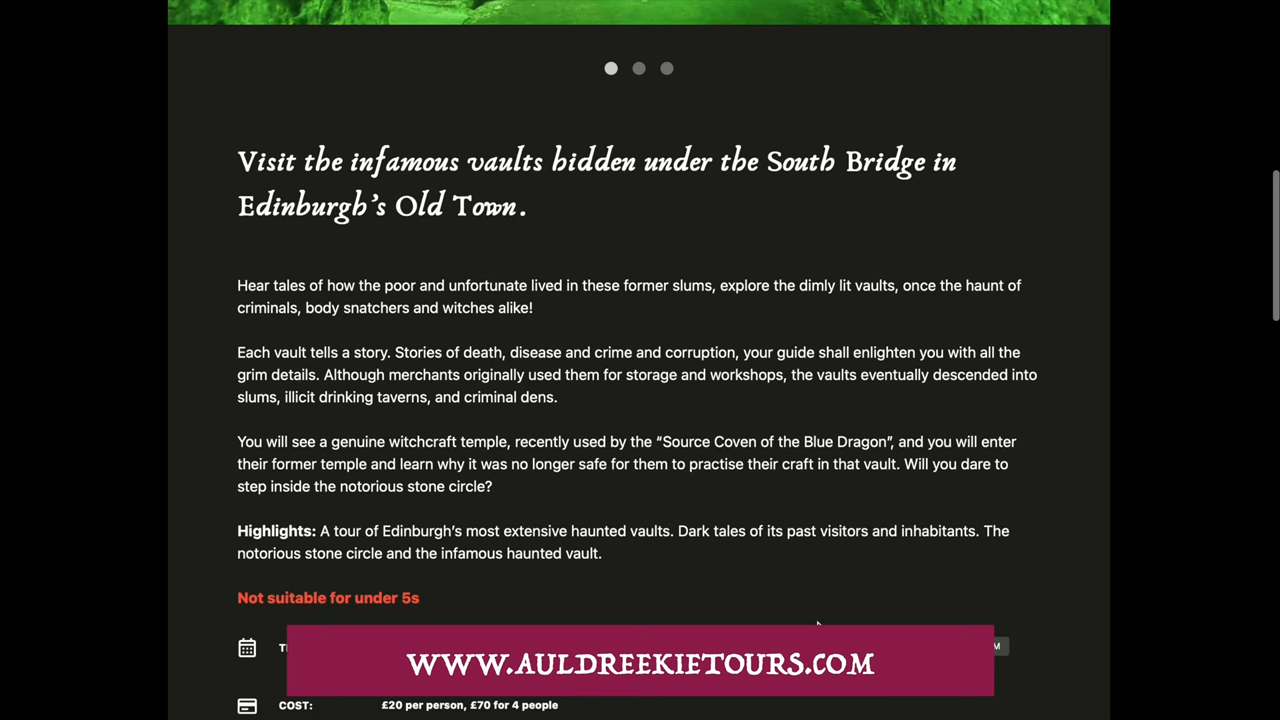 Visit the infamous vaults hidden under the South Bridge in
Edinburgh’s Old Town.
Hear tales of how the poor and unfortunate lived in these former slums, explore the dimly lit vaults, once the haunt of
criminals, body snatchers and witches alike!
Each vault tells a story. Stories of death, disease and crime and corruption, your guide shall enlighten you with all the
grim details. Although merchants originally used them for storage and workshops, the vaults eventually descended into
slums, illicit drinking taverns, and criminal dens.
You will see a genuine witchcraft temple, recently used by the “Source Coven of the Blue Dragon”, and you will enter
their former temple and learn why it was no longer safe for them to practise their craft in that vault. Will you dare to
step inside the notorious stone circle?
Highlights: A tour of Edinburgh’s most extensive haunted vaults. Dark tales of its past visitors and inhabitants. The
notorious stone circle and the infamous haunted vault.
Not suitable for under 5s
WWW.AULDREEKIETOURS.COM
COST: £20 per person, £70 for 4 people